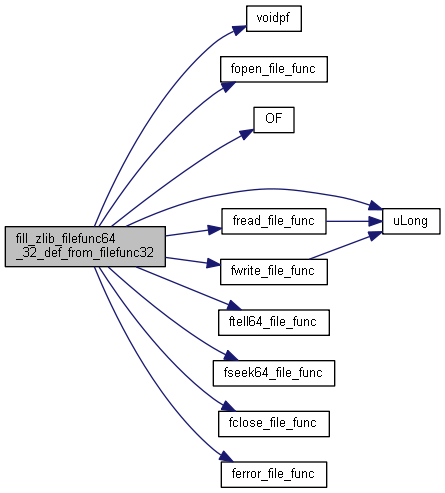 voidpf
fopen_file_func
OF
uLong
fread_file_func
fill_zlib_filefunc64
_32_def_from_filefunc32
fwrite_file_func
ftell64_file_func
fseek64_file_func
fclose_file_func
ferror_file_func